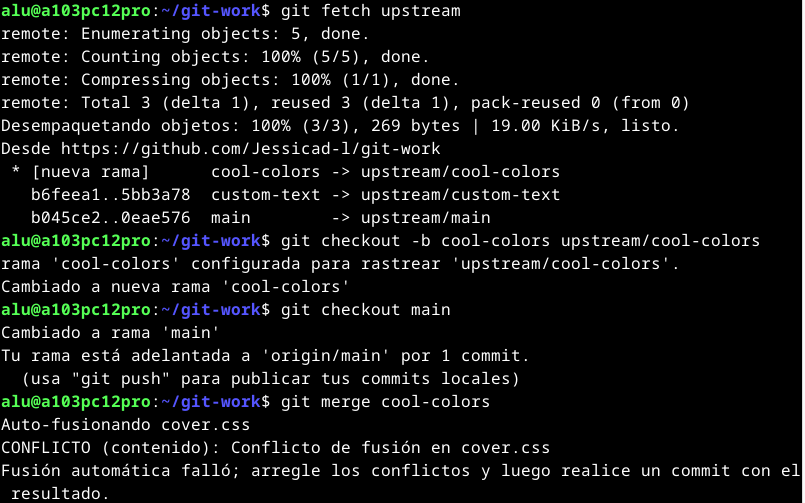 alu@a103pc12pro:~/git-work$ git fetch upstream
remote: Enumerating objects: 5, done.
remote: Counting objects: 100% (5/5), done.
remote: Compressing objects: 100% (1/1), done.
remote: Total 3 (delta 1), reused 3 (delta 1), pack-reused 0 (from 0)
Desempaquetando objetos: 100% (3/3), 269 bytes | 19.00 KiB/s, listo.
Desde https://github.com/Jessicad-l/git-work
 * [nueva rama]      cool-colors -> upstream/cool-colors
   b6feea1..5bb3a78  custom-text -> upstream/custom-text
   b045ce2..0eae576  main        -> upstream/main
alu@a103pc12pro:~/git-work$ git checkout -b cool-colors upstream/cool-colors
rama 'cool-colors' configurada para rastrear 'upstream/cool-colors'.
Cambiado a nueva rama 'cool-colors'
alu@a103pc12pro:~/git-work$ git checkout main
Cambiado a rama 'main'
Tu rama está adelantada a 'origin/main' por 1 commit.
  (usa "git push" para publicar tus commits locales)
alu@a103pc12pro:~/git-work$ git merge cool-colors
Auto-fusionando cover.css
CONFLICTO (contenido): Conflicto de fusión en cover.css
Fusión automática falló; arregle los conflictos y luego realice un commit con el
 resultado.